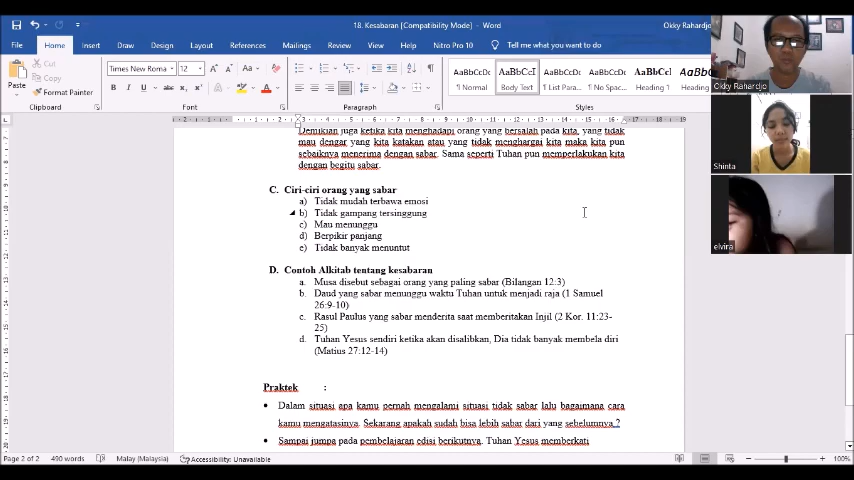 18. Kesabaran [Compatibility Mode] - Word
Okky Rahardjo
File Home Insert Draw Design Layout References Mailings Review View Help Nitro Pro 10 Tell me what you want to do
Paste
Cut
Copy
Format Painter
Clipboard
Times New Roma 12
Font
Paragraph
AaBbCcDc AaBbCcI AaBbCcDc AaBbCcDc AaBbCcl AaBbCc
¶ Normal Body Text ¶ List Para... ¶ No Spac... Heading 1
Styles
Okky Rahardjo
Shinta
elvira
Demikian juga ketika kita menghadapi orang yang bersalah pada kita, yang tidak
mau dengar yang kita katakan atau yang tidak menghargai kita maka kita pun
sebaiknya menerima dengan sabar. Sama seperti Tuhan pun memperlakukan kita
dengan begitu sabar.
C. Ciri-ciri orang yang sabar
a) Tidak mudah terbawa emosi
b) Tidak gampang tersinggung
c) Mau menunggu
d) Berpikir panjang
e) Tidak banyak menuntut
D. Contoh Alkitab tentang kesabaran
a. Musa disebut sebagai orang yang paling sabar (Bilangan 12:3)
b. Daud yang sabar menunggu waktu Tuhan untuk menjadi raja (1 Samuel
26:9-10)
c. Rasul Paulus yang sabar menderita saat memberitakan Injil (2 Kor. 11:23-
25)
d. Tuhan Yesus sendiri ketika akan disalibkan, Dia tidak banyak membela diri
(Matius 27:12-14)
Praktek :
• Dalam situasi apa kamu pernah mengalami situasi tidak sabar lalu bagaimana cara
kamu mengatasinya. Sekarang apakah sudah bisa lebih sabar dari yang sebelumnya ?
• Sampai jumpa pada pembelajaran edisi berikutnya. Tuhan Yesus memberkati
Page 2 of 2 490 words Malay (Malaysia) Accessibility: Unavailable 100%